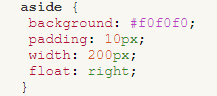 aside {
background: #f0f0f0;
padding: 10px;
width: 200px;
float: right;
}